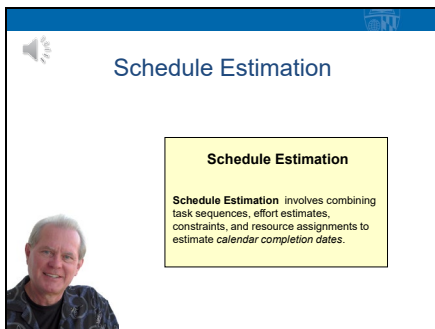 Schedule Estimation
Schedule Estimation
Schedule Estimation involves combining
task sequences, effort estimates,
constraints, and resource assignments to
estimate calendar completion dates.